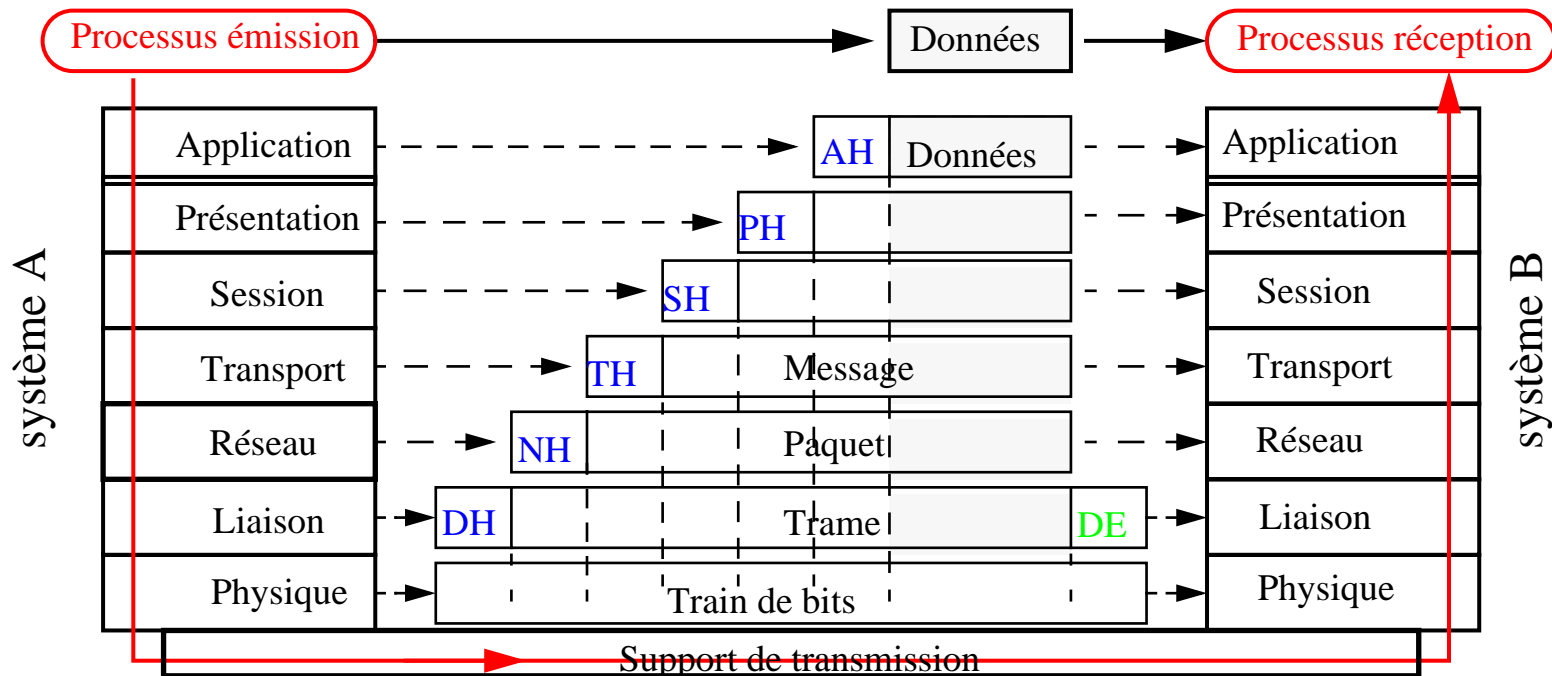 Processus émission
Données
Processus réception
système A
Application
AH
Données
Application
Présentation
PH
Présentation
Session
SH
Session
Transport
TH
Message
Transport
Réseau
NH
Paquet
Réseau
Liaison
DH
Trame
DE
Liaison
Physique
Train de bits
Physique
Support de transmission
système B